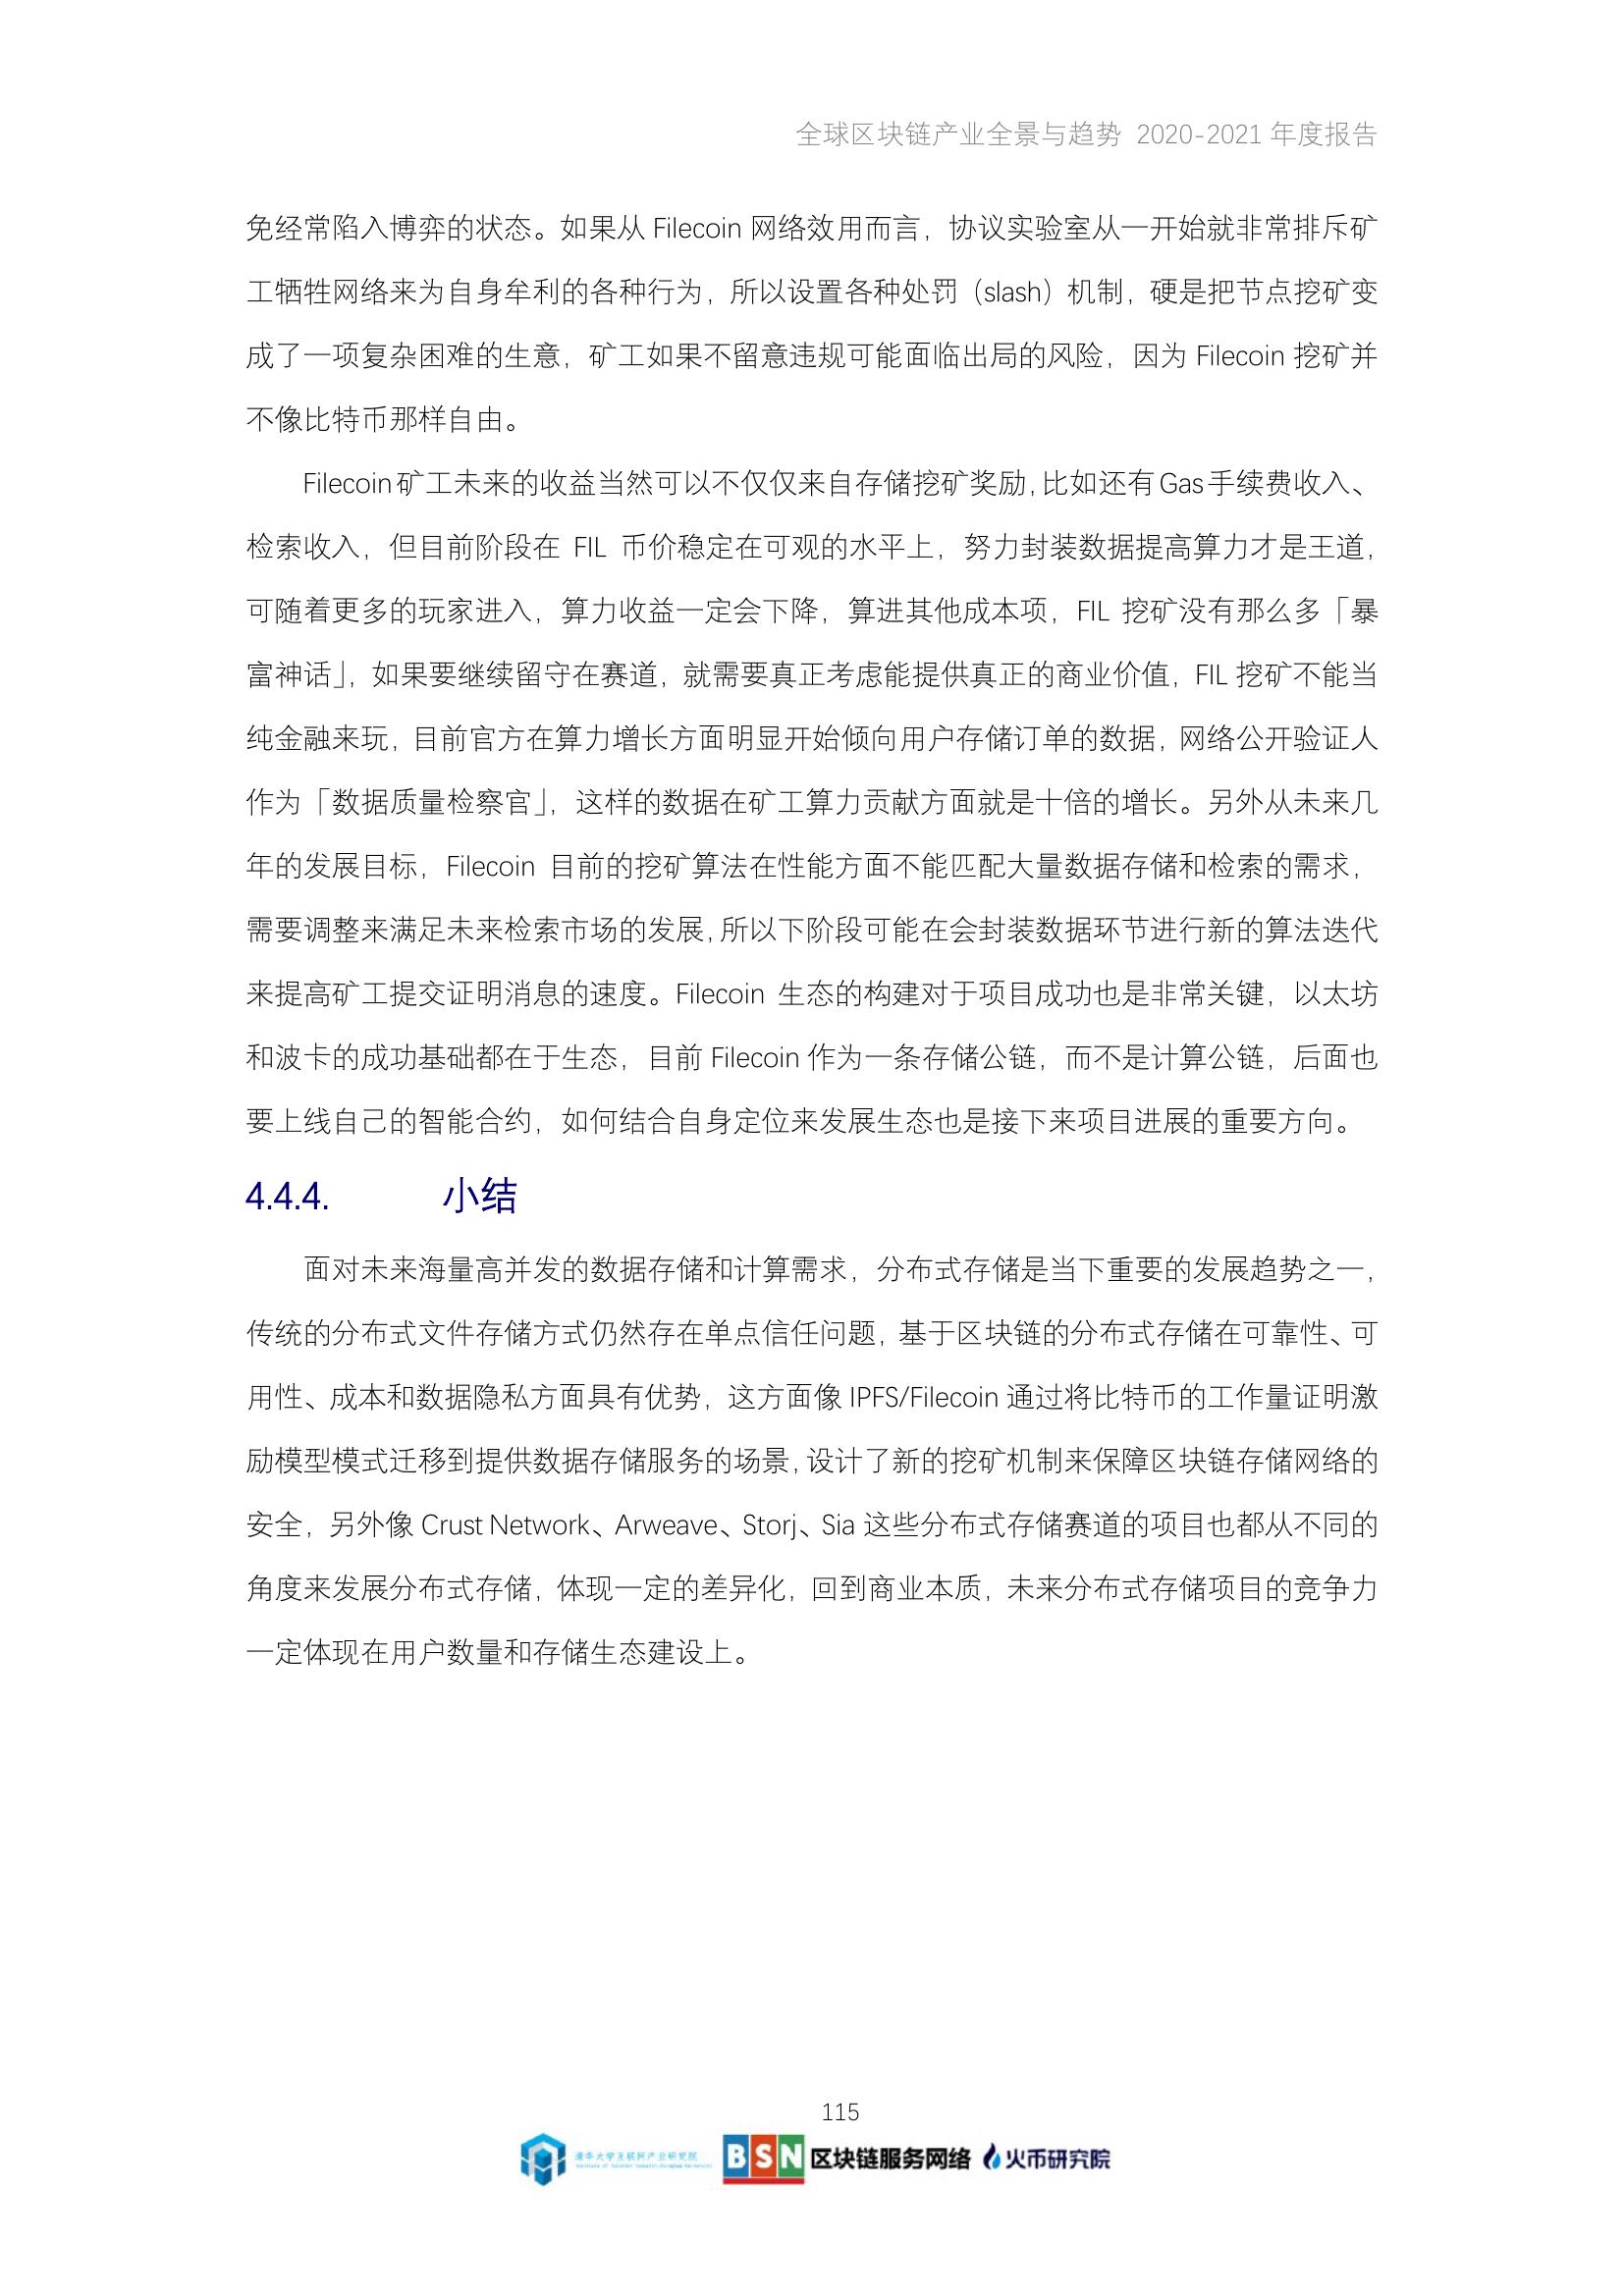 全球区块链产业全景与趋势 2020-2021 年度报告
免经常陷入博弈的状态。如果从 Filecoin 网络效用而言，协议实验室从一开始就非常排斥矿
工牺牲网络来为自身牟利的各种行为，所以设置各种处罚（slash）机制，硬是把节点挖矿变
成了一项复杂困难的生意，矿工如果不留意违规可能面临出局的风险，因为 Filecoin 挖矿并
不像比特币那样自由。
Filecoin 矿工未来的收益当然可以不仅仅来自存储挖矿奖励，比如还有 Gas 手续费收入、
检索收入，但目前阶段在 FIL 币价稳定在可观的水平上，努力封装数据提高算力才是王道，
可随着更多的玩家进入，算力收益一定会下降，算进其他成本项，FIL 挖矿没有那么多「暴
富神话」，如果要继续留守在赛道，就需要真正考虑能提供真正的商业价值，FIL 挖矿不能当
纯金融来玩，目前官方在算力增长方面明显开始倾向用户存储订单的数据，网络公开验证人
作为「数据质量检察官」，这样的数据在矿工算力贡献方面就是十倍的增长。另外从未来几
年的发展目标，Filecoin 目前的挖矿算法在性能方面不能匹配大量数据存储和检索的需求，
需要调整来满足未来检索市场的发展，所以下阶段可能在会封装数据环节进行新的算法迭代
来提高矿工提交证明消息的速度。Filecoin 生态的构建对于项目成功也是非常关键，以太坊
和波卡的成功基础都在于生态，目前 Filecoin 作为一条存储公链，而不是计算公链，后面也
要上线自己的智能合约，如何结合自身定位来发展生态也是接下来项目进展的重要方向。
4.4.4. 小结
面对未来海量高并发的数据存储和计算需求，分布式存储是当下重要的发展趋势之一，
传统的分布式文件存储方式仍然存在单点信任问题，基于区块链的分布式存储在可靠性、可
用性、成本和数据隐私方面具有优势，这方面像 IPFS/Filecoin 通过将比特币的工作量证明激
励模型模式迁移到提供数据存储服务的场景，设计了新的挖矿机制来保障区块链存储网络的
安全，另外像 Crust Network、Arweave、Storj、Sia 这些分布式存储赛道的项目也都从不同的
角度来发展分布式存储，体现一定的差异化，回到商业本质，未来分布式存储项目的竞争力
一定体现在用户数量和存储生态建设上。
115
清华大学互联网产业研究院
BSN 区块链服务网络 火币研究院